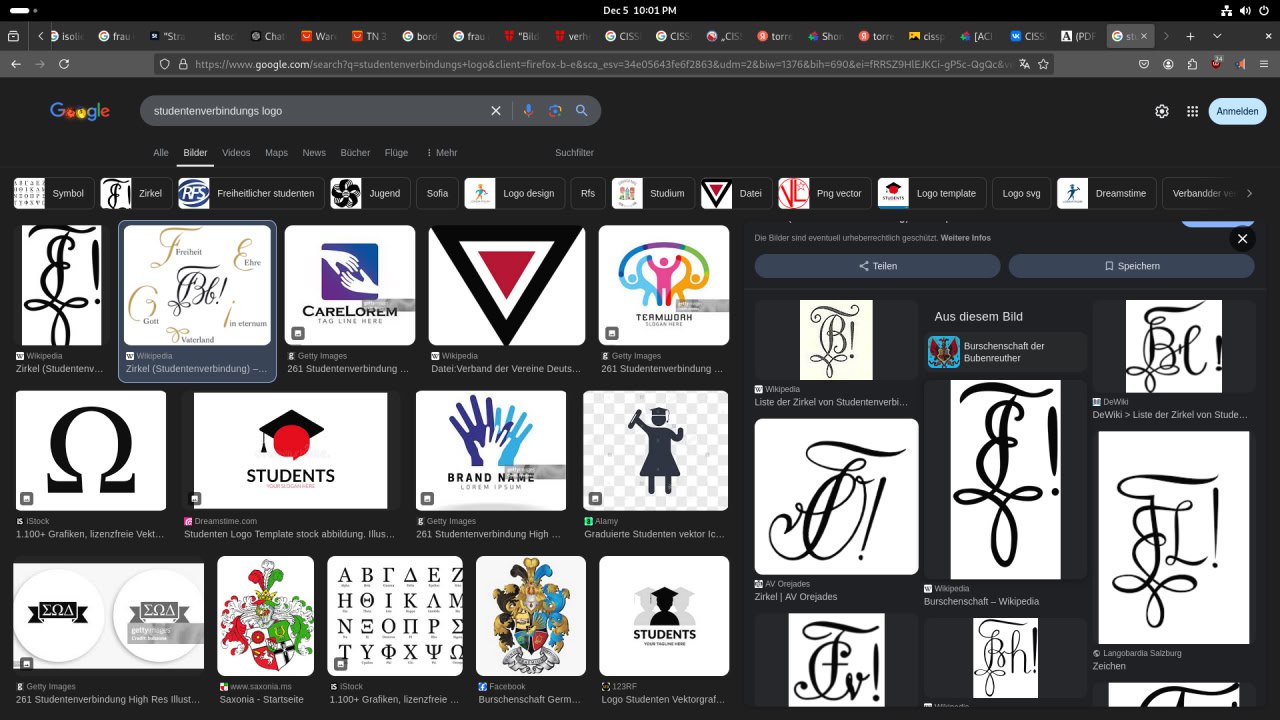 Dec 5 10:01 PM
isolie
frau
"Stra
istoc
Chat
Ware
TN 3
bord
frau
"Bild
verh
CISS
CISS
„CIS
torre
Shon
torre
cissp
[ACI
CISS
(PDF
stu
https://www.google.com/search?q=studentenverbindungs+logo&client=firefox-b-e&sca_esv=34e05643fe6f2863&udm=2&biw=1376&bih=690&ei=fRRSZ9HlEJKCi-gP5c-QgQc&v
24
Google
studentenverbindungs logo
Anmelden
Alle Bilder Videos Maps News Bücher Flüge Mehr Suchfilter
Symbol
Zirkel
Freiheitlicher studenten
Jugend
Sofia
Logo design
Rfs
Studium
Datei
Png vector
Logo template
Logo svg
Dreamstime
Verbandder ve
Freiheit
Ehre
Gott
in eternam
Vaterland
CARELOREM
TAG LINE HERE
TEAMWORK
SLOGAN HERE
Wikipedia
Zirkel (Studentenv...
Wikipedia
Zirkel (Studentenverbindung) –...
Getty Images
261 Studentenverbindung ...
Wikipedia
Datei:Verband der Vereine Deuts...
Getty Images
261 Studentenverbindung ...
Ω
STUDENTS
YOUR SLOGAN HERE
BRAND NAME
LOREM IPSUM
iStock
1.100+ Grafiken, lizenzfreie Vekt...
Dreamstime.com
Studenten Logo Template stock abbildung. Illus...
Getty Images
261 Studentenverbindung High ...
Alamy
Graduierte Studenten vektor Ic...
ΣΩΔ
ΣΩΔ
gettyimages
Α Β Γ Δ Ε Ζ
Η Θ Ι Κ Λ Μ
Ν Ξ Ο Π Ρ Σ
Τ Υ Φ Χ Ψ Ω
STUDENTS
YOUR TAGLINE HERE
Getty Images
261 Studentenverbindung High Res Illust...
www.saxonia.ms
Saxonia - Startseite
iStock
1.100+ Grafiken, lizenzfreie ...
Facebook
Burschenschaft Germ...
123RF
Logo Studenten Vektorgraf...
Die Bilder sind eventuell urheberrechtlich geschützt. Weitere Infos
Teilen
Speichern
Wikipedia
Liste der Zirkel von Studentenverbi...
AV Orejades
Zirkel | AV Orejades
Aus diesem Bild
Burschenschaft der
Bubenreuther
Wikipedia
Burschenschaft – Wikipedia
DeWiki
DeWiki > Liste der Zirkel von Stude...
Langobardia Salzburg
Zeichen